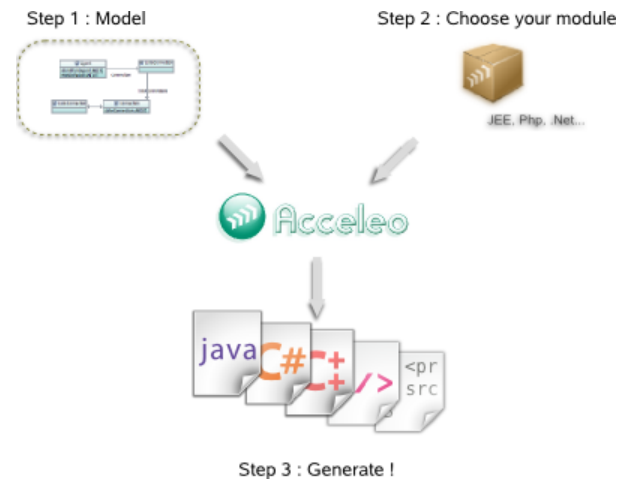 Step 1 : Model
Step 2 : Choose your module
JEE, Php, .Net...
Acceleo
java
C#
C++
/>
<pr
src
Step 3 : Generate !